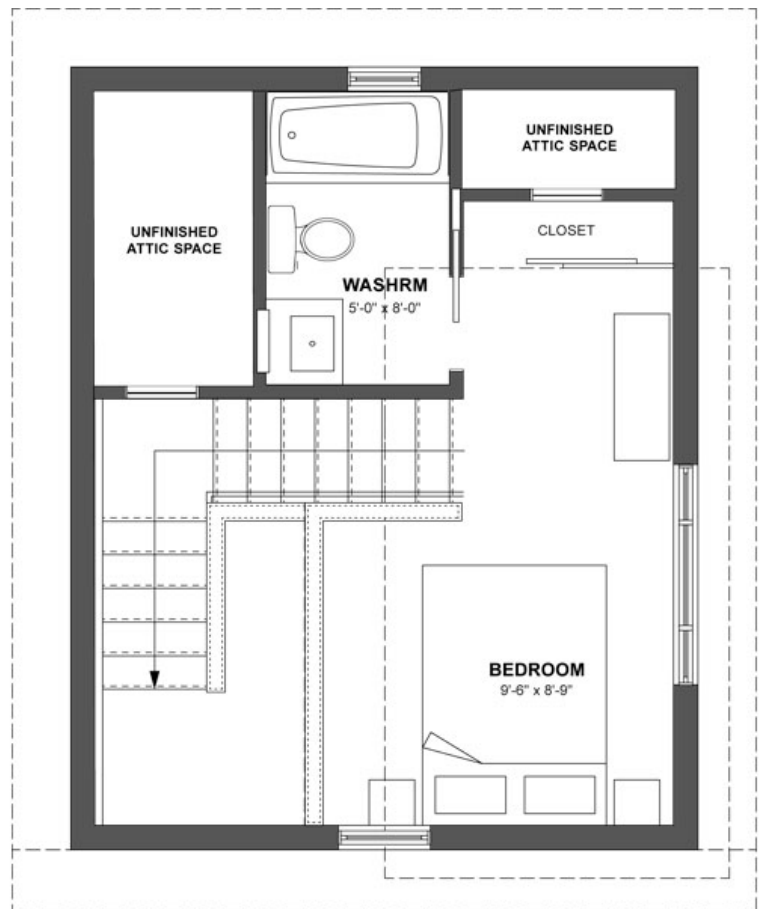 UNFINISHED
ATTIC SPACE
UNFINISHED
ATTIC SPACE
CLOSET
WASHRM
5'-0" x 8'-0"
BEDROOM
9'-6" x 8'-9"